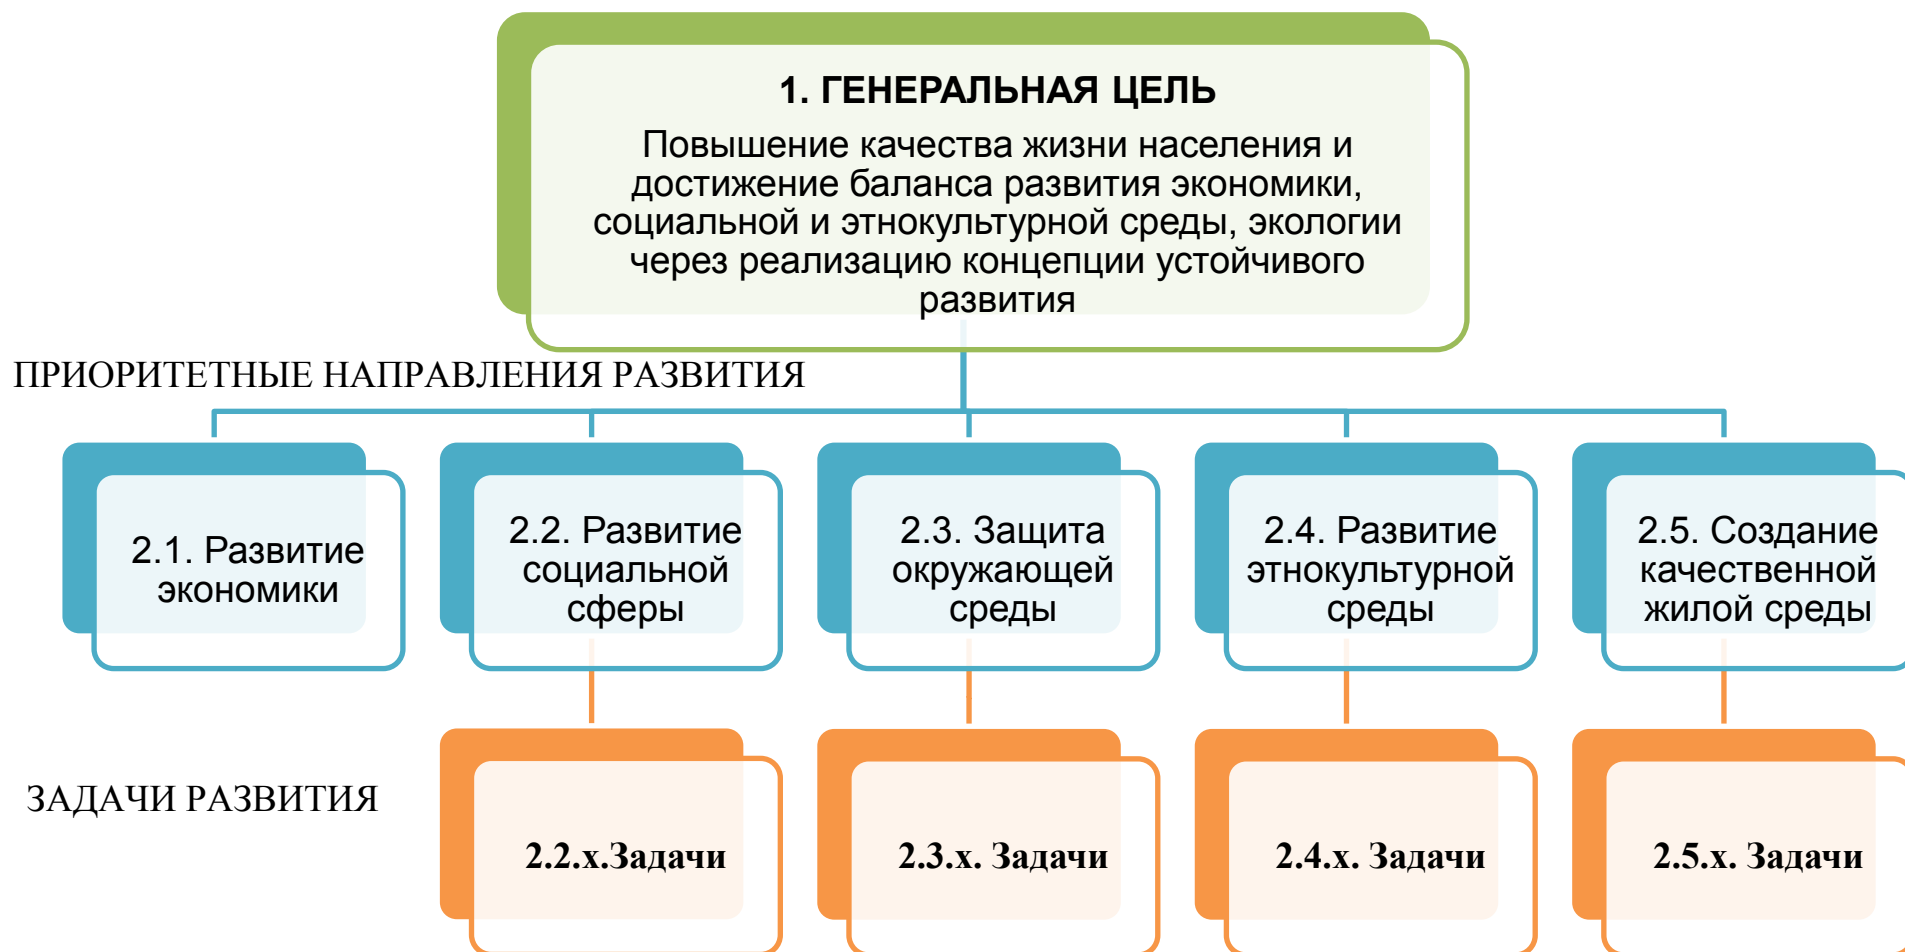 1. ГЕНЕРАЛЬНАЯ ЦЕЛЬ
Повышение качества жизни населения и
достижение баланса развития экономики,
социальной и этнокультурной среды, экологии
через реализацию концепции устойчивого
развития
ПРИОРИТЕТНЫЕ НАПРАВЛЕНИЯ РАЗВИТИЯ
2.1. Развитие
экономики
2.2. Развитие
социальной
сферы
2.3. Защита
окружающей
среды
2.4. Развитие
этнокультурной
среды
2.5. Создание
качественной
жилой среды
ЗАДАЧИ РАЗВИТИЯ
2.2.х.Задачи
2.3.х. Задачи
2.4.х. Задачи
2.5.х. Задачи